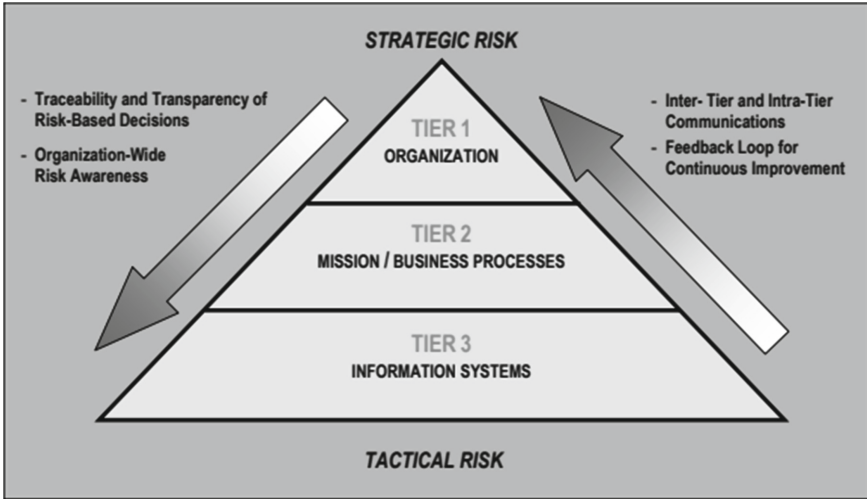 STRATEGIC RISK
- Traceability and Transparency of
Risk-Based Decisions
- Organization-Wide
Risk Awareness
- Inter- Tier and Intra-Tier
Communications
- Feedback Loop for
Continuous Improvement
TIER 1
ORGANIZATION
TIER 2
MISSION / BUSINESS PROCESSES
TIER 3
INFORMATION SYSTEMS
TACTICAL RISK